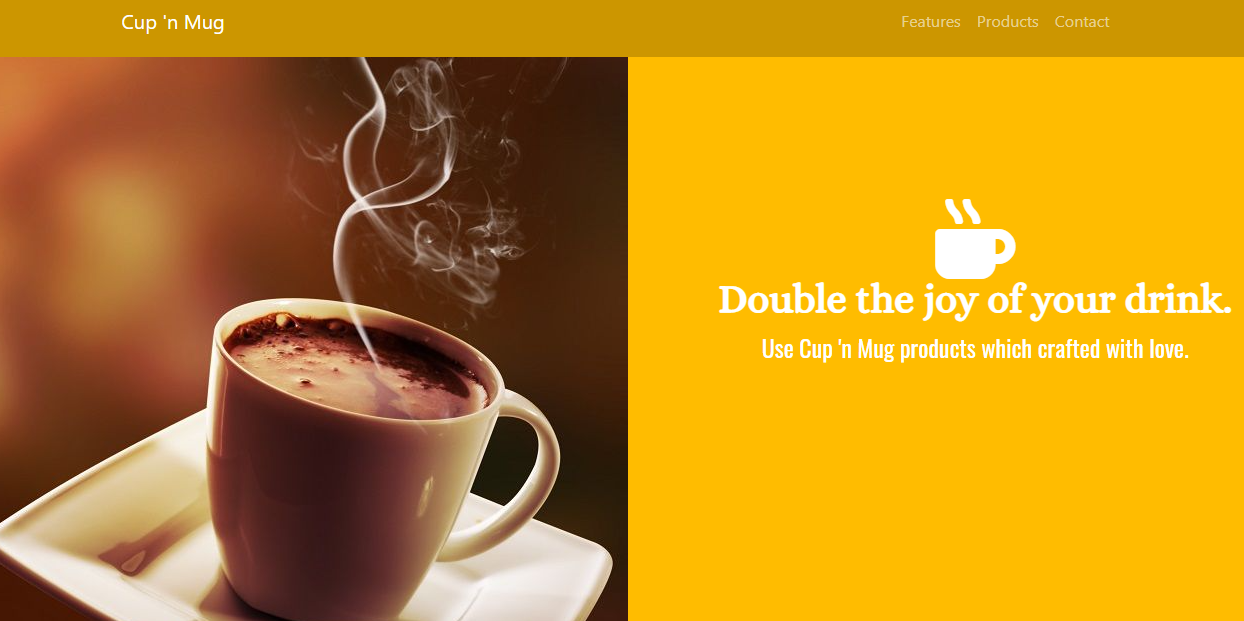 Cup 'n Mug
Features Products Contact
Double the joy of your drink.
Use Cup 'n Mug products which crafted with love.